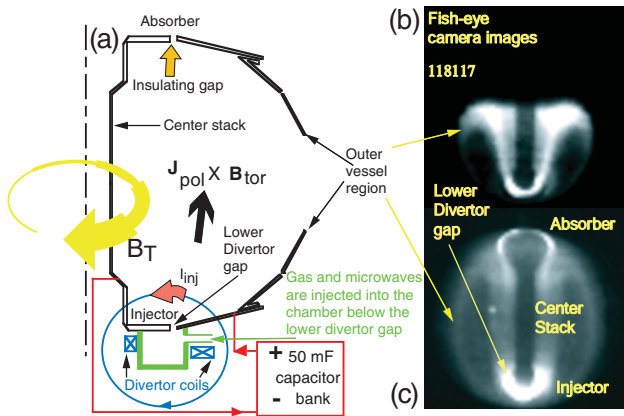 (a)
Absorber
Insulating gap
Center stack
J pol X B tor
Outer
vessel
region
B T
Lower
Divertor
gap
I inj
Injector
Gas and microwaves
are injected into the
chamber below the
lower divertor gap
Divertor coils
+ 50 mF
capacitor
- bank
(b)
Fish-eye
camera images
118117
Lower
Divertor
gap
Absorber
Center
Stack
Injector
(c)